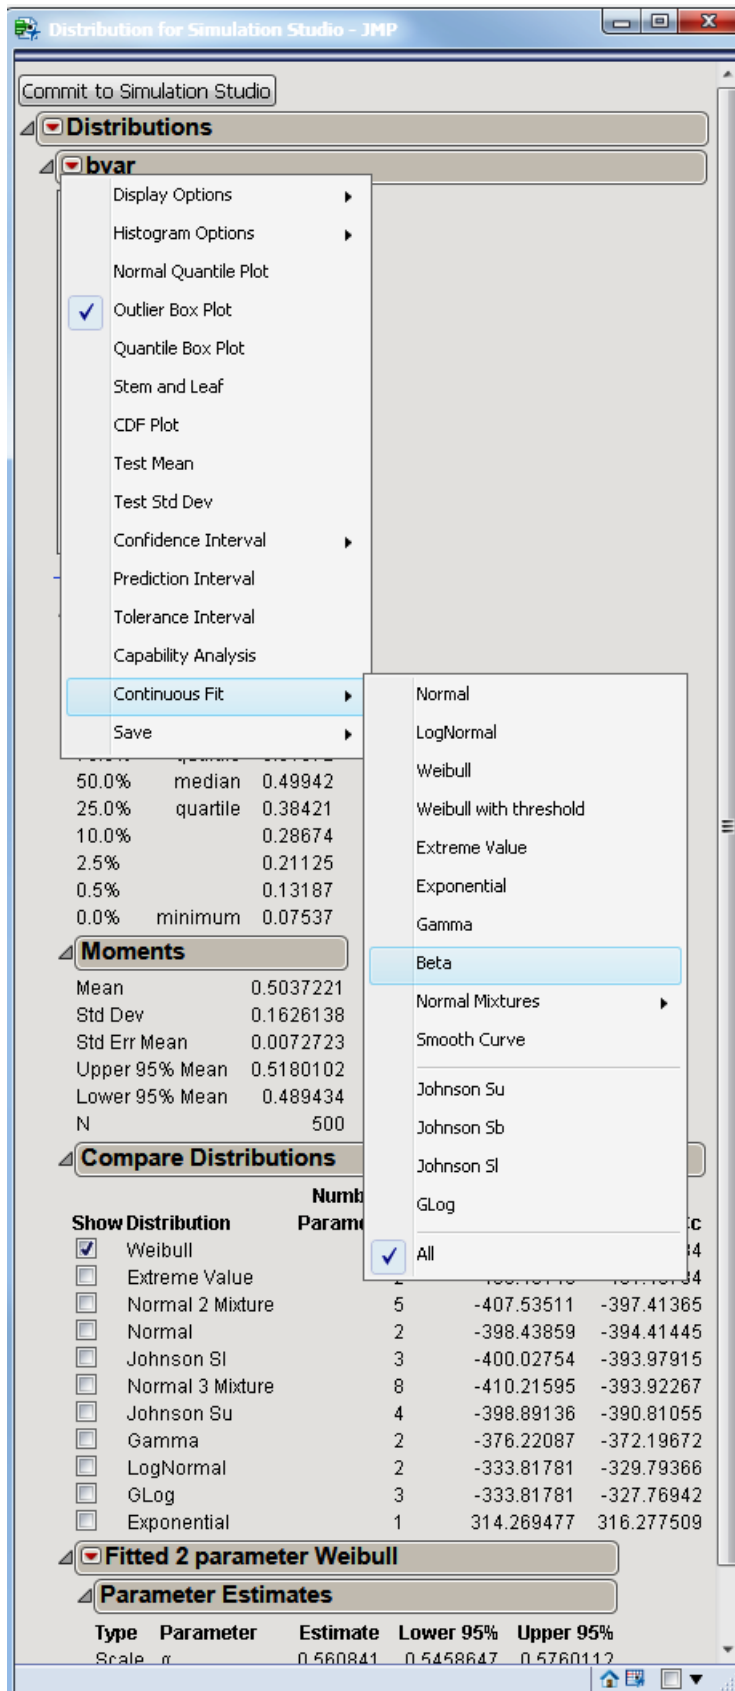 Distribution for Simulation Studio - JMP
Commit to Simulation Studio
Distributions
bvar
Display Options
Histogram Options
Normal Quantile Plot
Outlier Box Plot
Quantile Box Plot
Stem and Leaf
CDF Plot
Test Mean
Test Std Dev
Confidence Interval
Prediction Interval
Tolerance Interval
Capability Analysis
Continuous Fit
Save
Normal
LogNormal
Weibull
Weibull with threshold
Extreme Value
Exponential
Gamma
Beta
Normal Mixtures
Smooth Curve
Johnson Su
Johnson Sb
Johnson Sl
GLog
All
50.0% median 0.49942
25.0% quartile 0.38421
10.0% 0.28674
2.5% 0.21125
0.5% 0.13187
0.0% minimum 0.07537
Moments
Mean 0.5037221
Std Dev 0.1626138
Std Err Mean 0.0072723
Upper 95% Mean 0.5180102
Lower 95% Mean 0.489434
N 500
Compare Distributions
Show Distribution
Weibull
Extreme Value
Normal 2 Mixture 5 -407.53511 -397.41365
Normal 2 -398.43859 -394.41445
Johnson Sl 3 -400.02754 -393.97915
Normal 3 Mixture 8 -410.21595 -393.92267
Johnson Su 4 -398.89136 -390.81055
Gamma 2 -376.22087 -372.19672
LogNormal 2 -333.81781 -329.79366
GLog 3 -333.81781 -327.76942
Exponential 1 314.269477 316.277509
Fitted 2 parameter Weibull
Parameter Estimates
Type Parameter Estimate Lower 95% Upper 95%
Scale α 0.560841 0.5458647 0.5760112